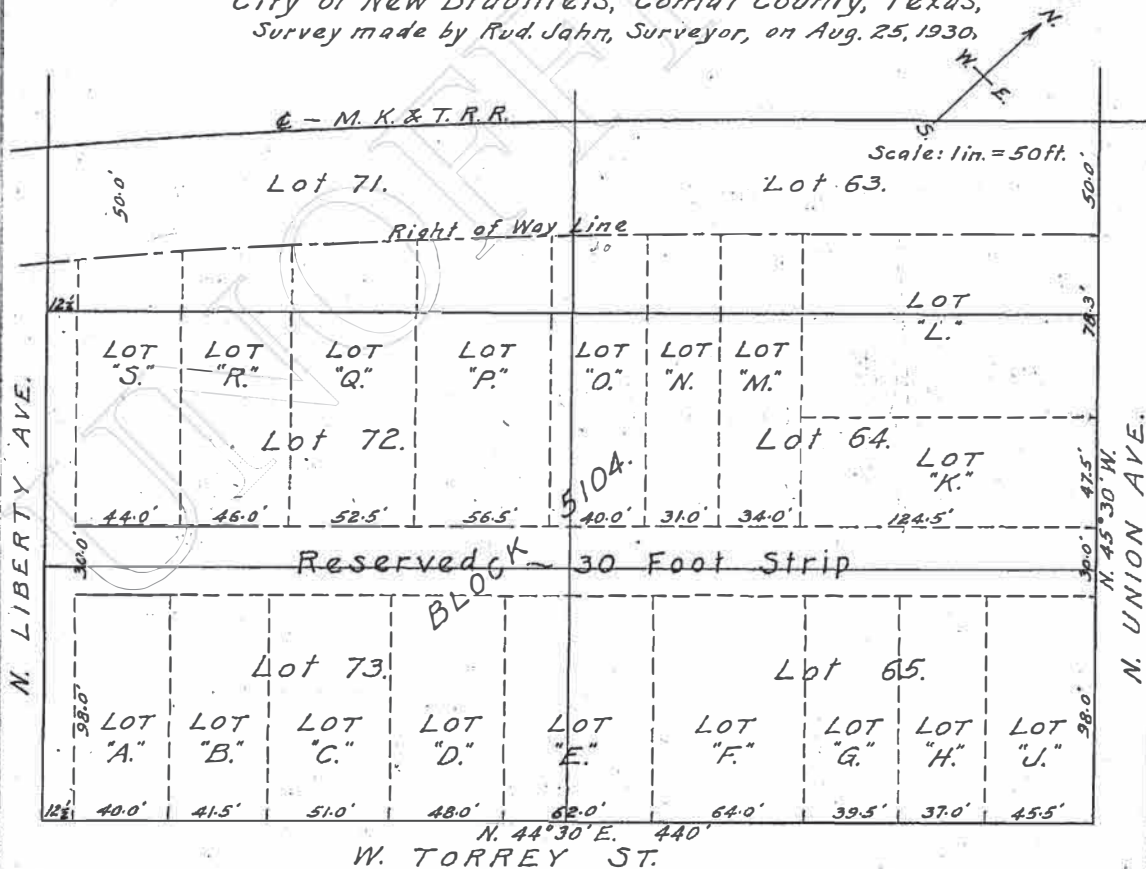 City of New Braunfels, Comal County, Texas,
Survey made by Rud. Jahn, Surveyor, on Aug. 25, 1930,
N.
W.
E.
S.
℄ - M. K. & T. R. R.
Scale: 1in. = 50ft.
50.0'
Lot 71.
Lot 63.
50.0'
Right of Way Line
12½
LOT "L."
78.3'
LOT "S."
LOT "R."
LOT "Q."
LOT "P."
LOT "O."
LOT "N."
LOT "M."
Lot 72.
Lot 64.
LOT "K."
47.5'
44.0' 46.0' 52.5' 56.5' 40.0' 31.0' 34.0' 124.5'
N. LIBERTY AVE.
N. 45°30' W.
N. UNION AVE.
30.0'
Reserved ~ 30 Foot Strip
30.0'
BLOCK 5104.
Lot 73.
Lot 65.
98.0'
98.0'
LOT "A."
LOT "B."
LOT "C."
LOT "D."
LOT "E."
LOT "F."
LOT "G."
LOT "H."
LOT "J."
12½ 40.0' 41.5' 51.0' 48.0' 62.0' 64.0' 39.5' 37.0' 45.5'
N. 44°30' E. 440'
W. TORREY ST.